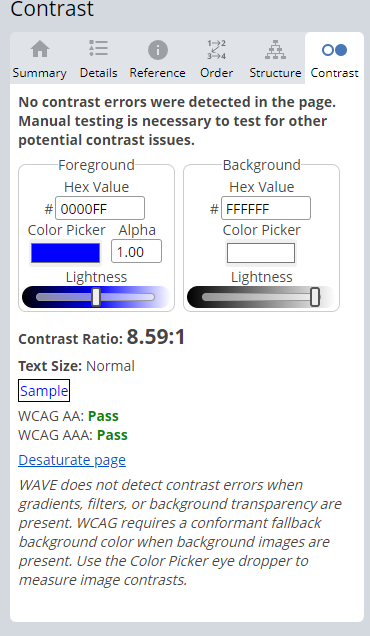 Contrast
Summary Details Reference Order Structure Contrast
1→2
3→4
No contrast errors were detected in the page.
Manual testing is necessary to test for other
potential contrast issues.
Foreground Background
Hex Value Hex Value
# 0000FF # FFFFFF
Color Picker Alpha Color Picker
1.00
Lightness Lightness
Contrast Ratio: 8.59:1
Text Size: Normal
Sample
WCAG AA: Pass
WCAG AAA: Pass
Desaturate page
WAVE does not detect contrast errors when
gradients, filters, or background transparency are
present. WCAG requires a conformant fallback
background color when background images are
present. Use the Color Picker eye dropper to
measure image contrasts.